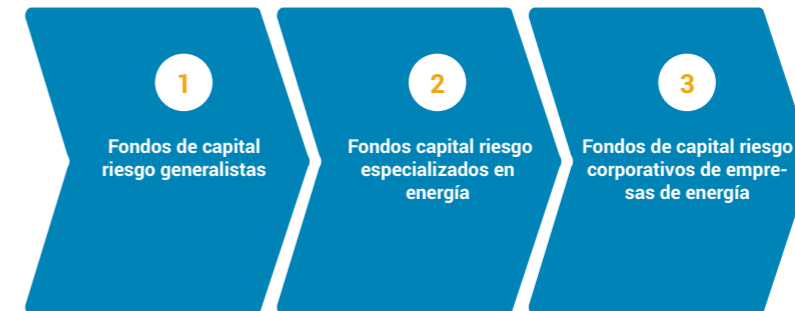 1
Fondos de capital
riesgo generalistas
2
Fondos capital riesgo
especializados en
energía
3
Fondos de capital riesgo
corporativos de empre-
sas de energía